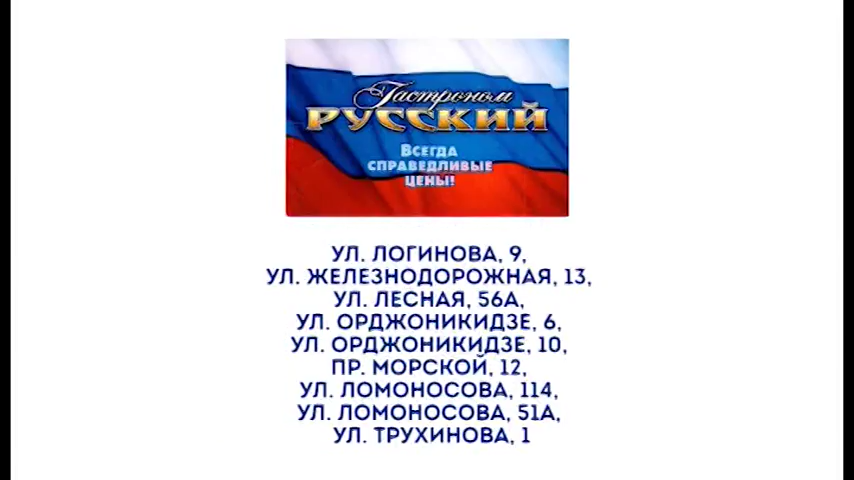 Гастроном
РУССКИЙ
ВСЕГДА
СПРАВЕДЛИВЫЕ
ЦЕНЫ!
УЛ. ЛОГИНОВА, 9,
УЛ. ЖЕЛЕЗНОДОРОЖНАЯ, 13,
УЛ. ЛЕСНАЯ, 56А,
УЛ. ОРДЖОНИКИДЗЕ, 6,
УЛ. ОРДЖОНИКИДЗЕ, 10,
ПР. МОРСКОЙ, 12,
УЛ. ЛОМОНОСОВА, 114,
УЛ. ЛОМОНОСОВА, 51А,
УЛ. ТРУХИНОВА, 1